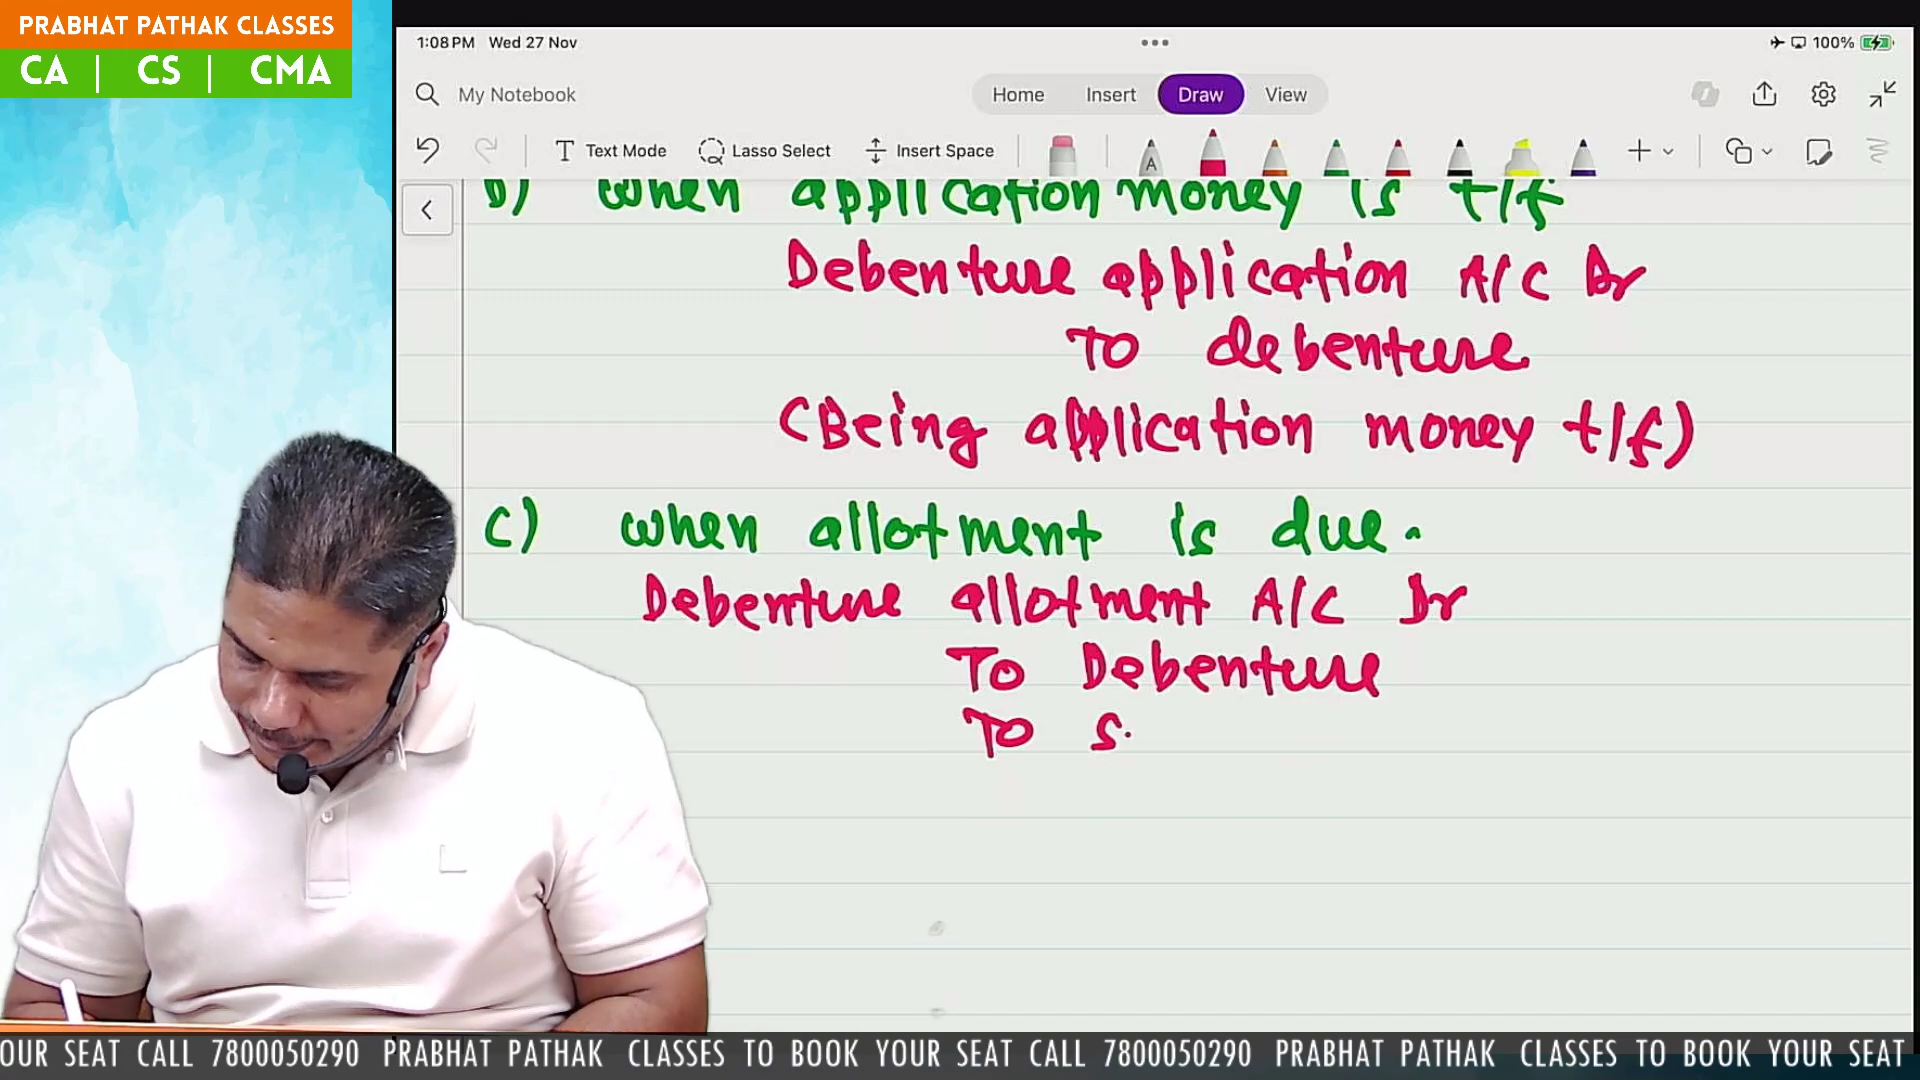 PRABHAT PATHAK CLASSES
CA | CS | CMA
1:08 PM Wed 27 Nov
100%
My Notebook
Home Insert Draw View
Text Mode Lasso Select Insert Space
A
b) when application money is t/f
Debenture application A/C Dr
To debenture
(Being application money t/f)
C) when allotment is due.
Debenture allotment A/C Dr
To Debenture
To s.
OUR SEAT CALL 7800050290 PRABHAT PATHAK CLASSES TO BOOK YOUR SEAT CALL 7800050290 PRABHAT PATHAK CLASSES TO BOOK YOUR SEAT